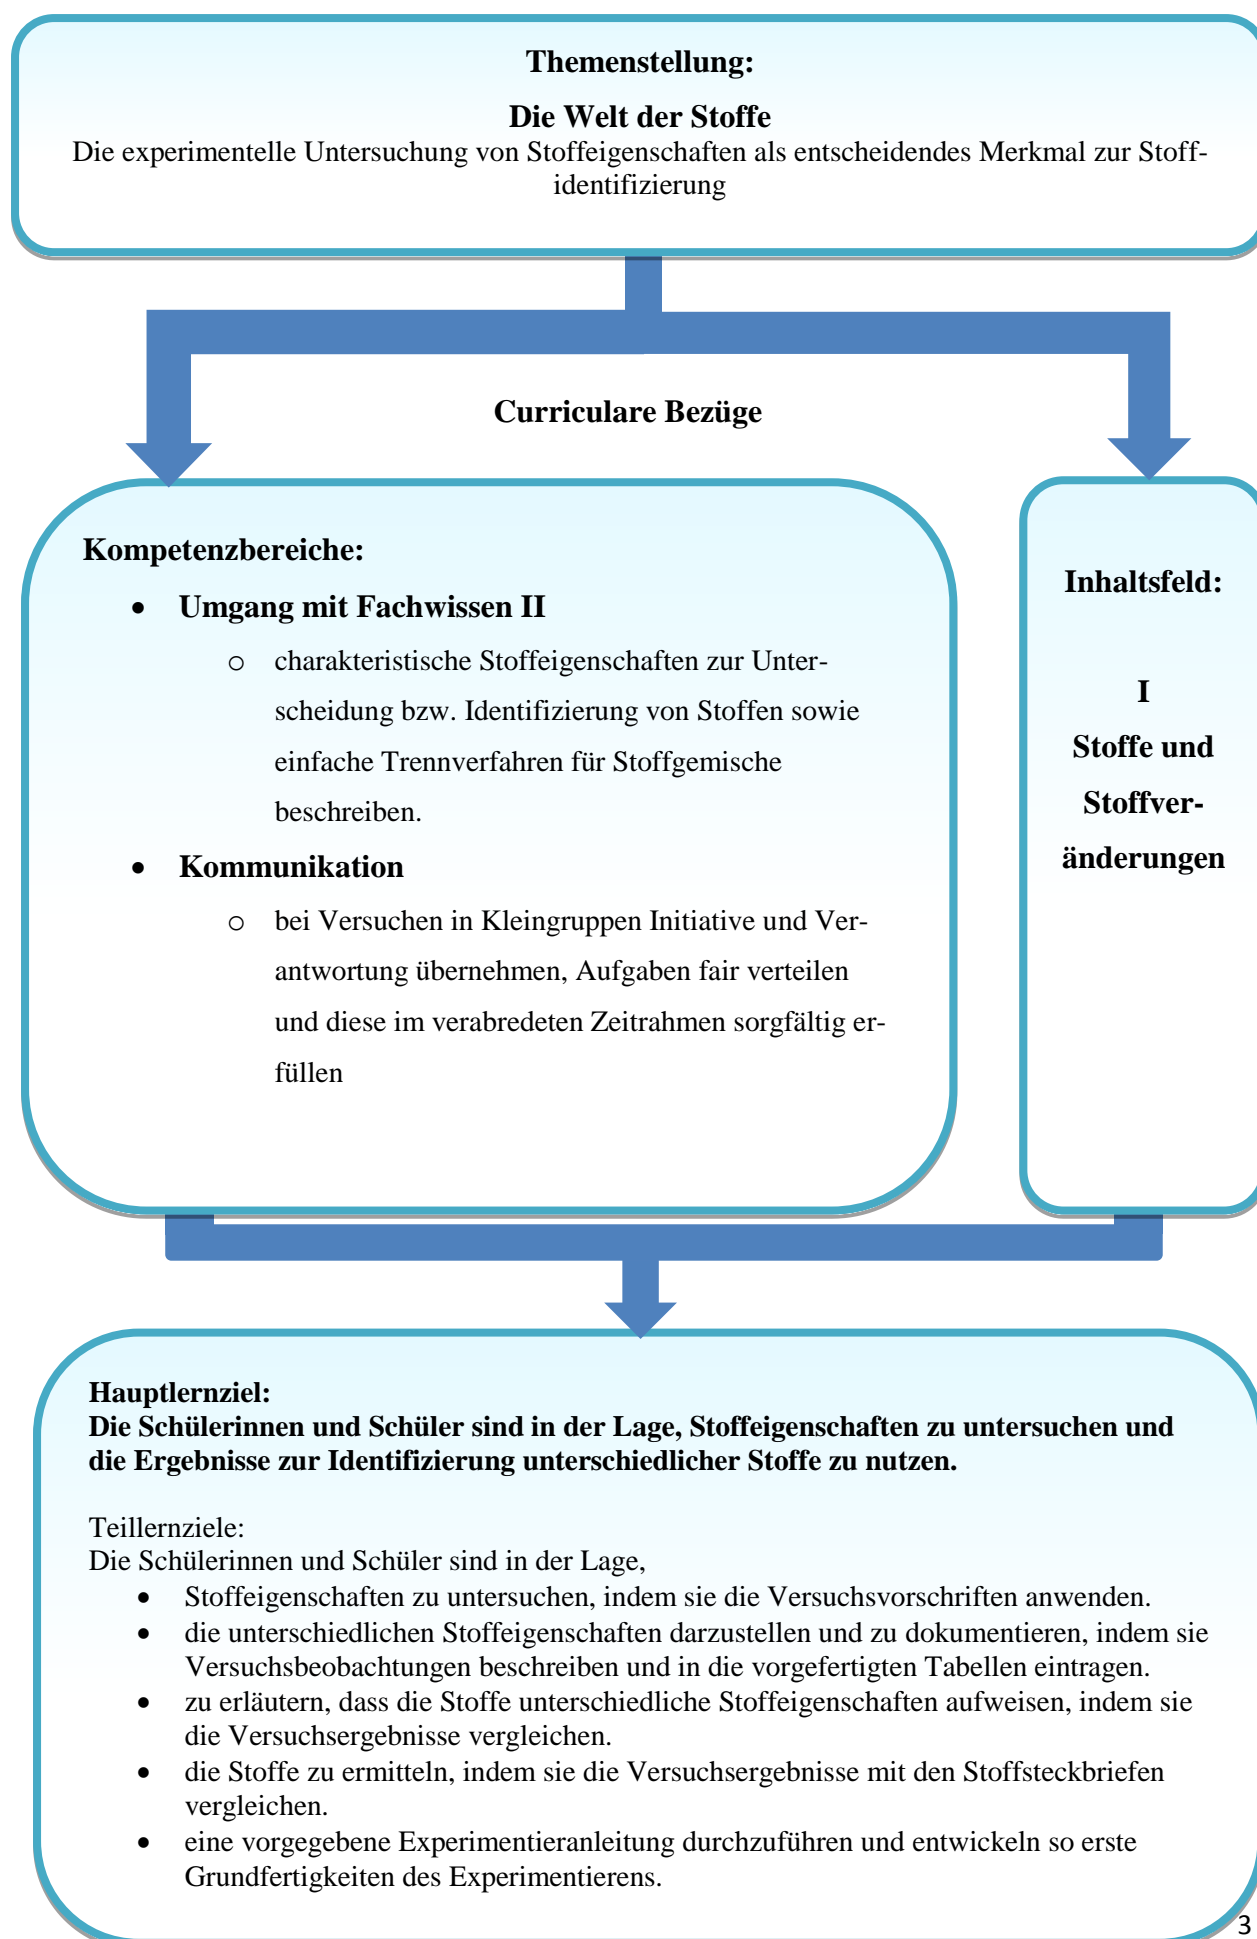 Themenstellung:
Die Welt der Stoffe
Die experimentelle Untersuchung von Stoffeigenschaften als entscheidendes Merkmal zur Stoff-
identifizierung
Curriculare Bezüge
Kompetenzbereiche:
• Umgang mit Fachwissen II
o charakteristische Stoffeigenschaften zur Unter-
scheidung bzw. Identifizierung von Stoffen sowie
einfache Trennverfahren für Stoffgemische
beschreiben.
• Kommunikation
o bei Versuchen in Kleingruppen Initiative und Ver-
antwortung übernehmen, Aufgaben fair verteilen
und diese im verabredeten Zeitrahmen sorgfältig er-
füllen
Inhaltsfeld:
I
Stoffe und
Stoffver-
änderungen
Hauptlernziel:
Die Schülerinnen und Schüler sind in der Lage, Stoffeigenschaften zu untersuchen und
die Ergebnisse zur Identifizierung unterschiedlicher Stoffe zu nutzen.
Teillernziele:
Die Schülerinnen und Schüler sind in der Lage,
• Stoffeigenschaften zu untersuchen, indem sie die Versuchsvorschriften anwenden.
• die unterschiedlichen Stoffeigenschaften darzustellen und zu dokumentieren, indem sie
Versuchsbeobachtungen beschreiben und in die vorgefertigten Tabellen eintragen.
• zu erläutern, dass die Stoffe unterschiedliche Stoffeigenschaften aufweisen, indem sie
die Versuchsergebnisse vergleichen.
• die Stoffe zu ermitteln, indem sie die Versuchsergebnisse mit den Stoffsteckbriefen
vergleichen.
• eine vorgegebene Experimentieranleitung durchzuführen und entwickeln so erste
Grundfertigkeiten des Experimentierens.
3